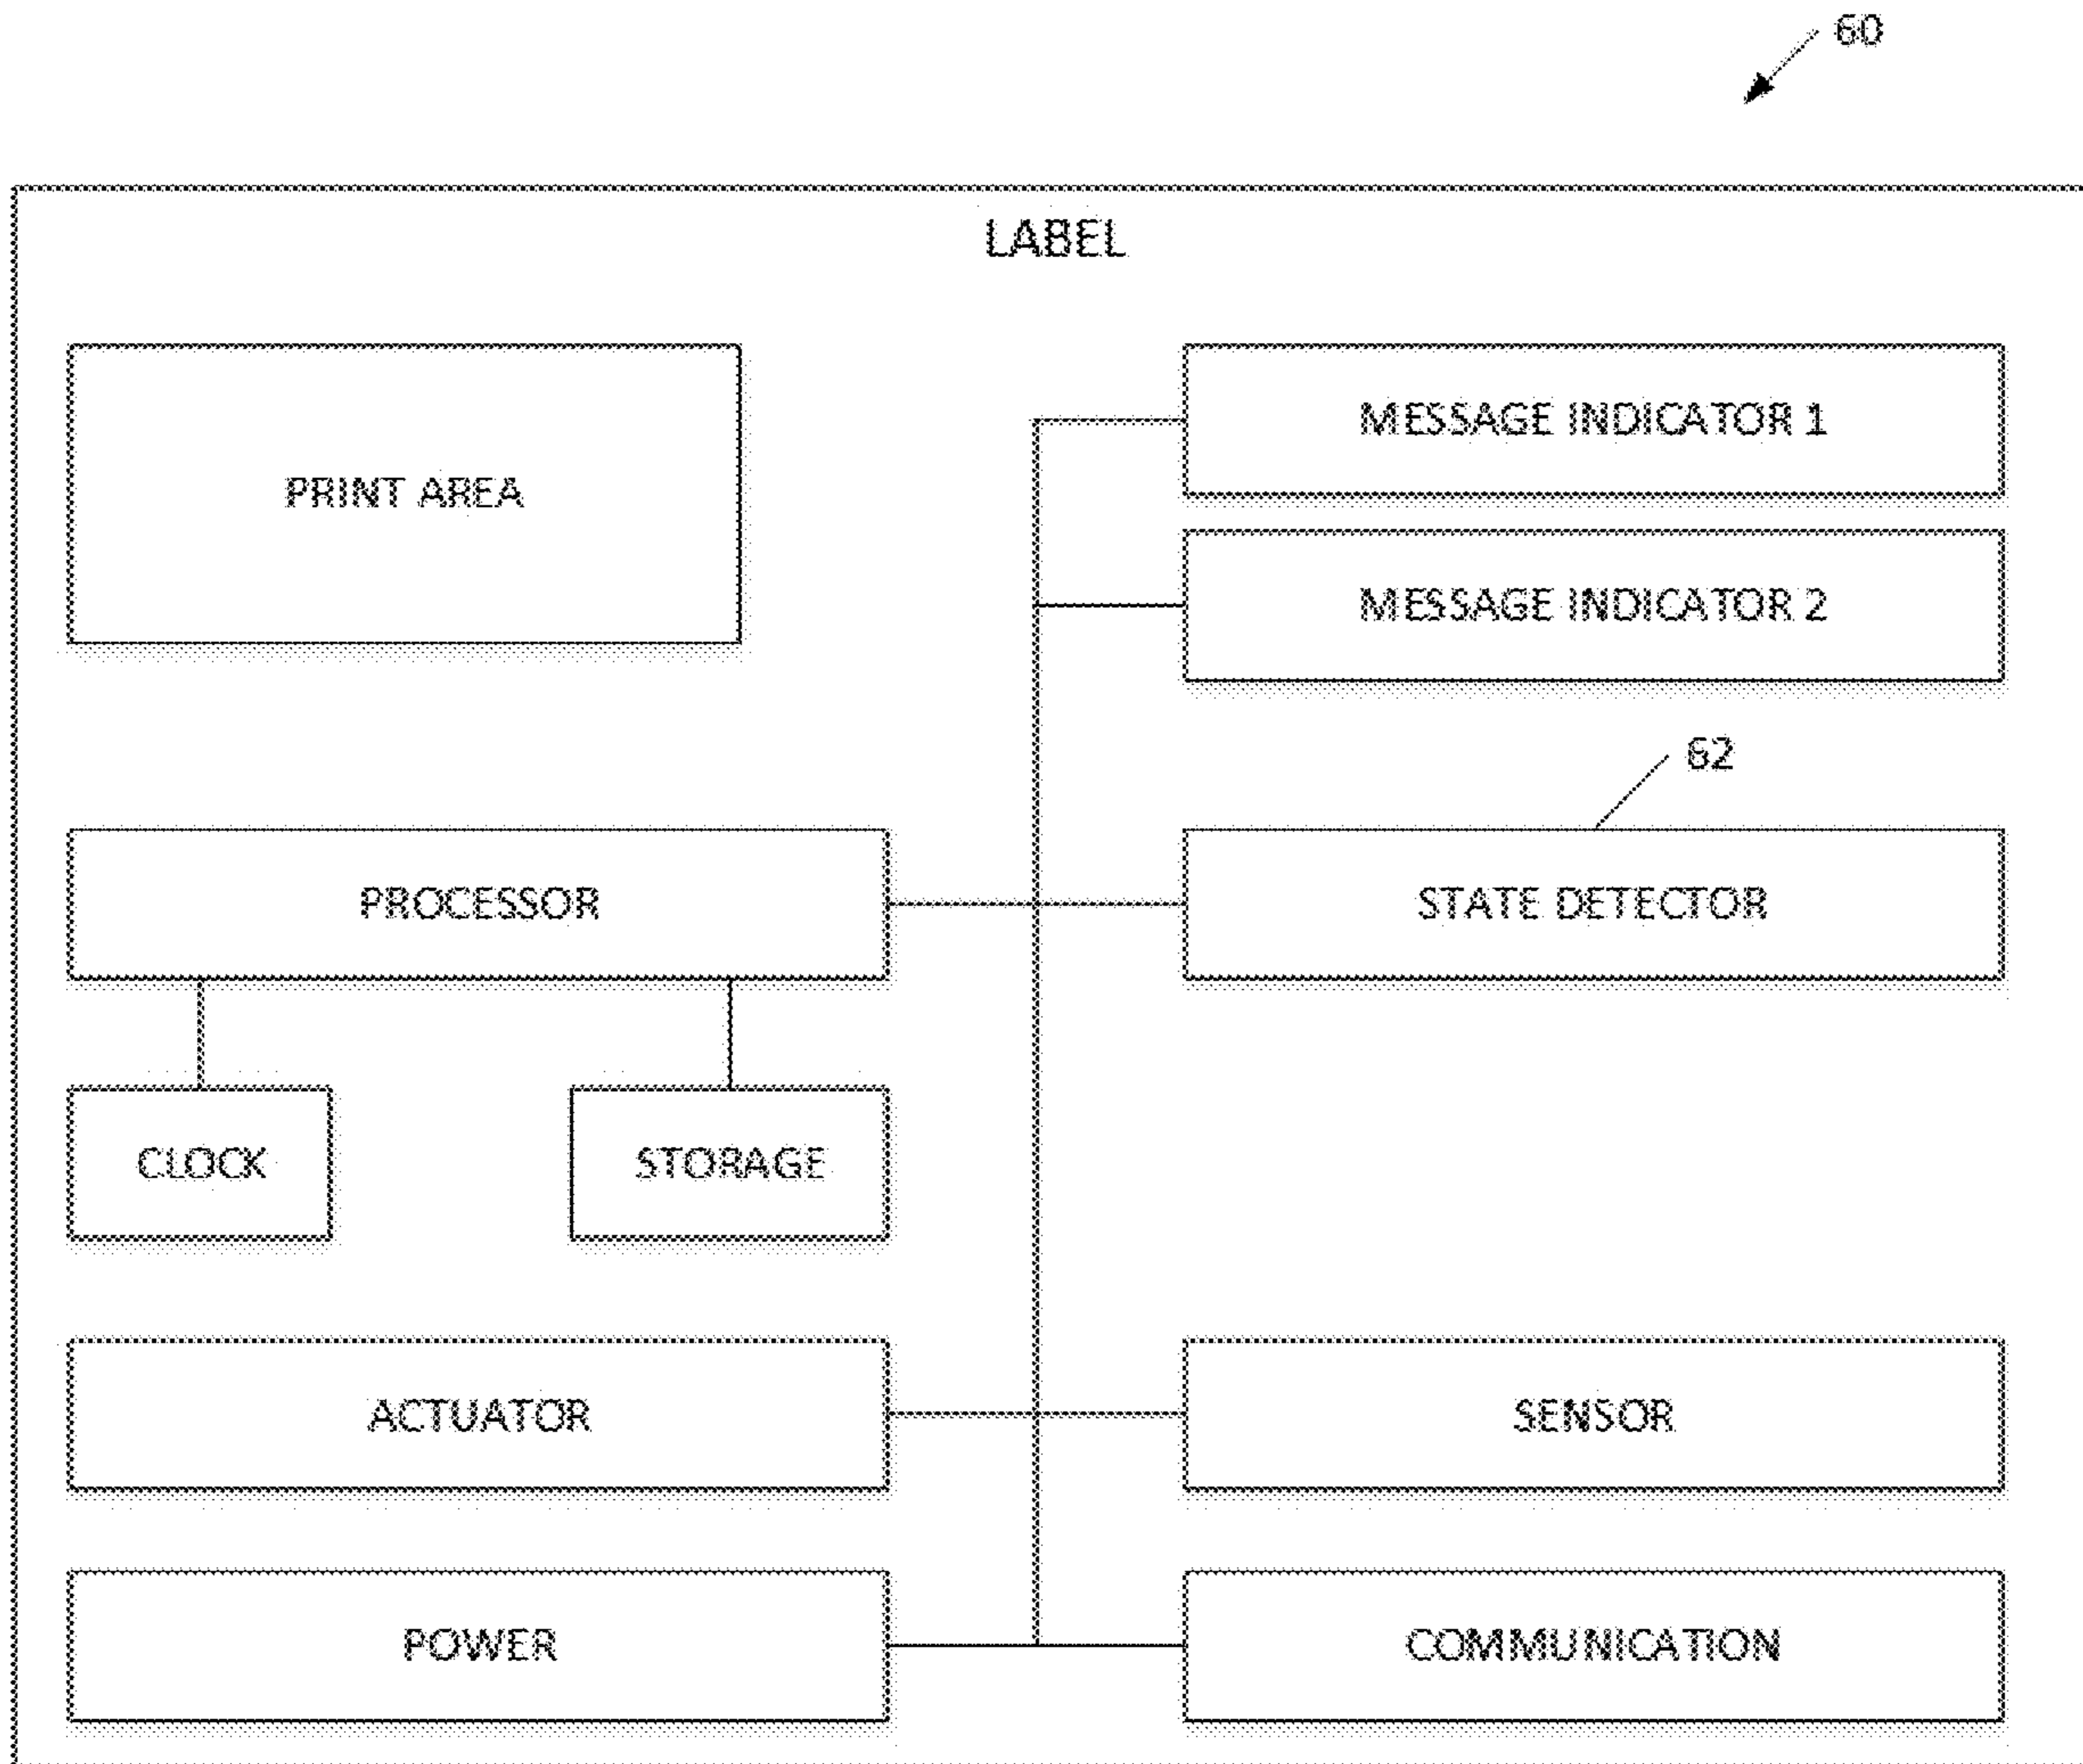 60
LABEL
PRINT AREA
MESSAGE INDICATOR 1
MESSAGE INDICATOR 2
62
PROCESSOR
STATE DETECTOR
CLOCK
STORAGE
ACTUATOR
SENSOR
POWER
COMMUNICATION